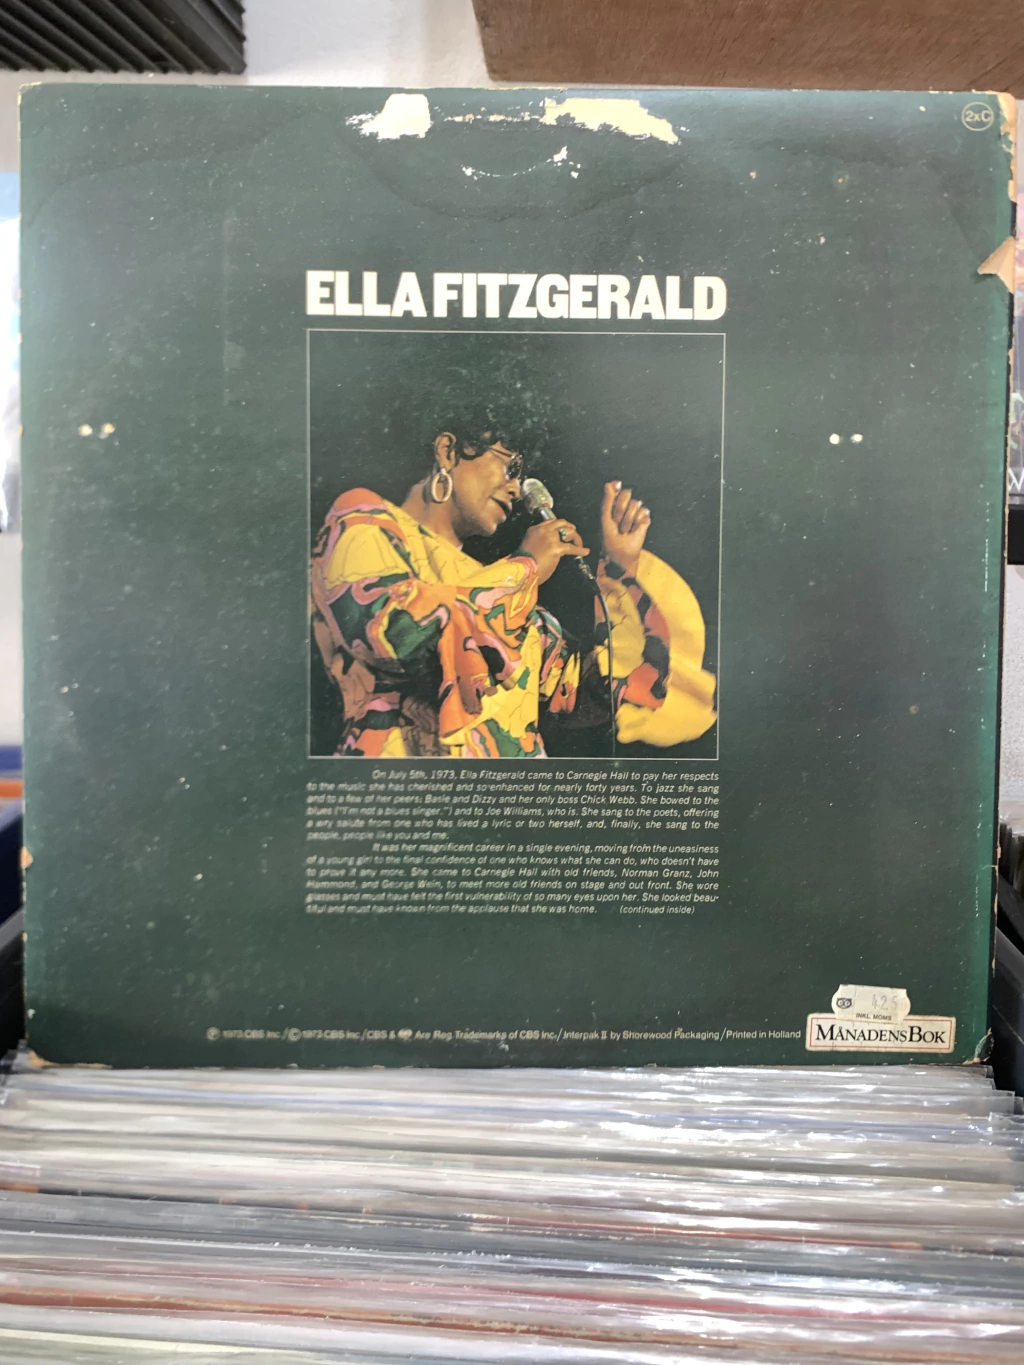 2xC
ELLA FITZGERALD
On July 5th, 1973, Ella Fitzgerald came to Carnegie Hall to pay her respects
to the music she has cherished and so enhanced for nearly forty years. To jazz she sang
and to a few of her peers: Basie and Dizzy and her only boss Chick Webb. She bowed to the
blues ("I'm not a blues singer.") and to Joe Williams, who is. She sang to the poets, offering
a wry salute from one who has lived a lyric or two herself, and, finally, she sang to the
people, people like you and me.
It was her magnificent career in a single evening, moving from the uneasiness
of a young girl to the final confidence of one who knows what she can do, who doesn't have
to prove it any more. She came to Carnegie Hall with old friends, Norman Granz, John
Hammond, and George Wein, to meet more old friends on stage and out front. She wore
glasses and must have felt the first vulnerability of so many eyes upon her. She looked beau-
tiful and must have known from the applause that she was home. (continued inside)
425
INKL. MOMS
MÅNADENS BOK
Ⓟ 1973 CBS Inc./© 1973 CBS Inc./CBS & Are Reg. Trademarks of CBS Inc./Interpak II by Shorewood Packaging/Printed in Holland